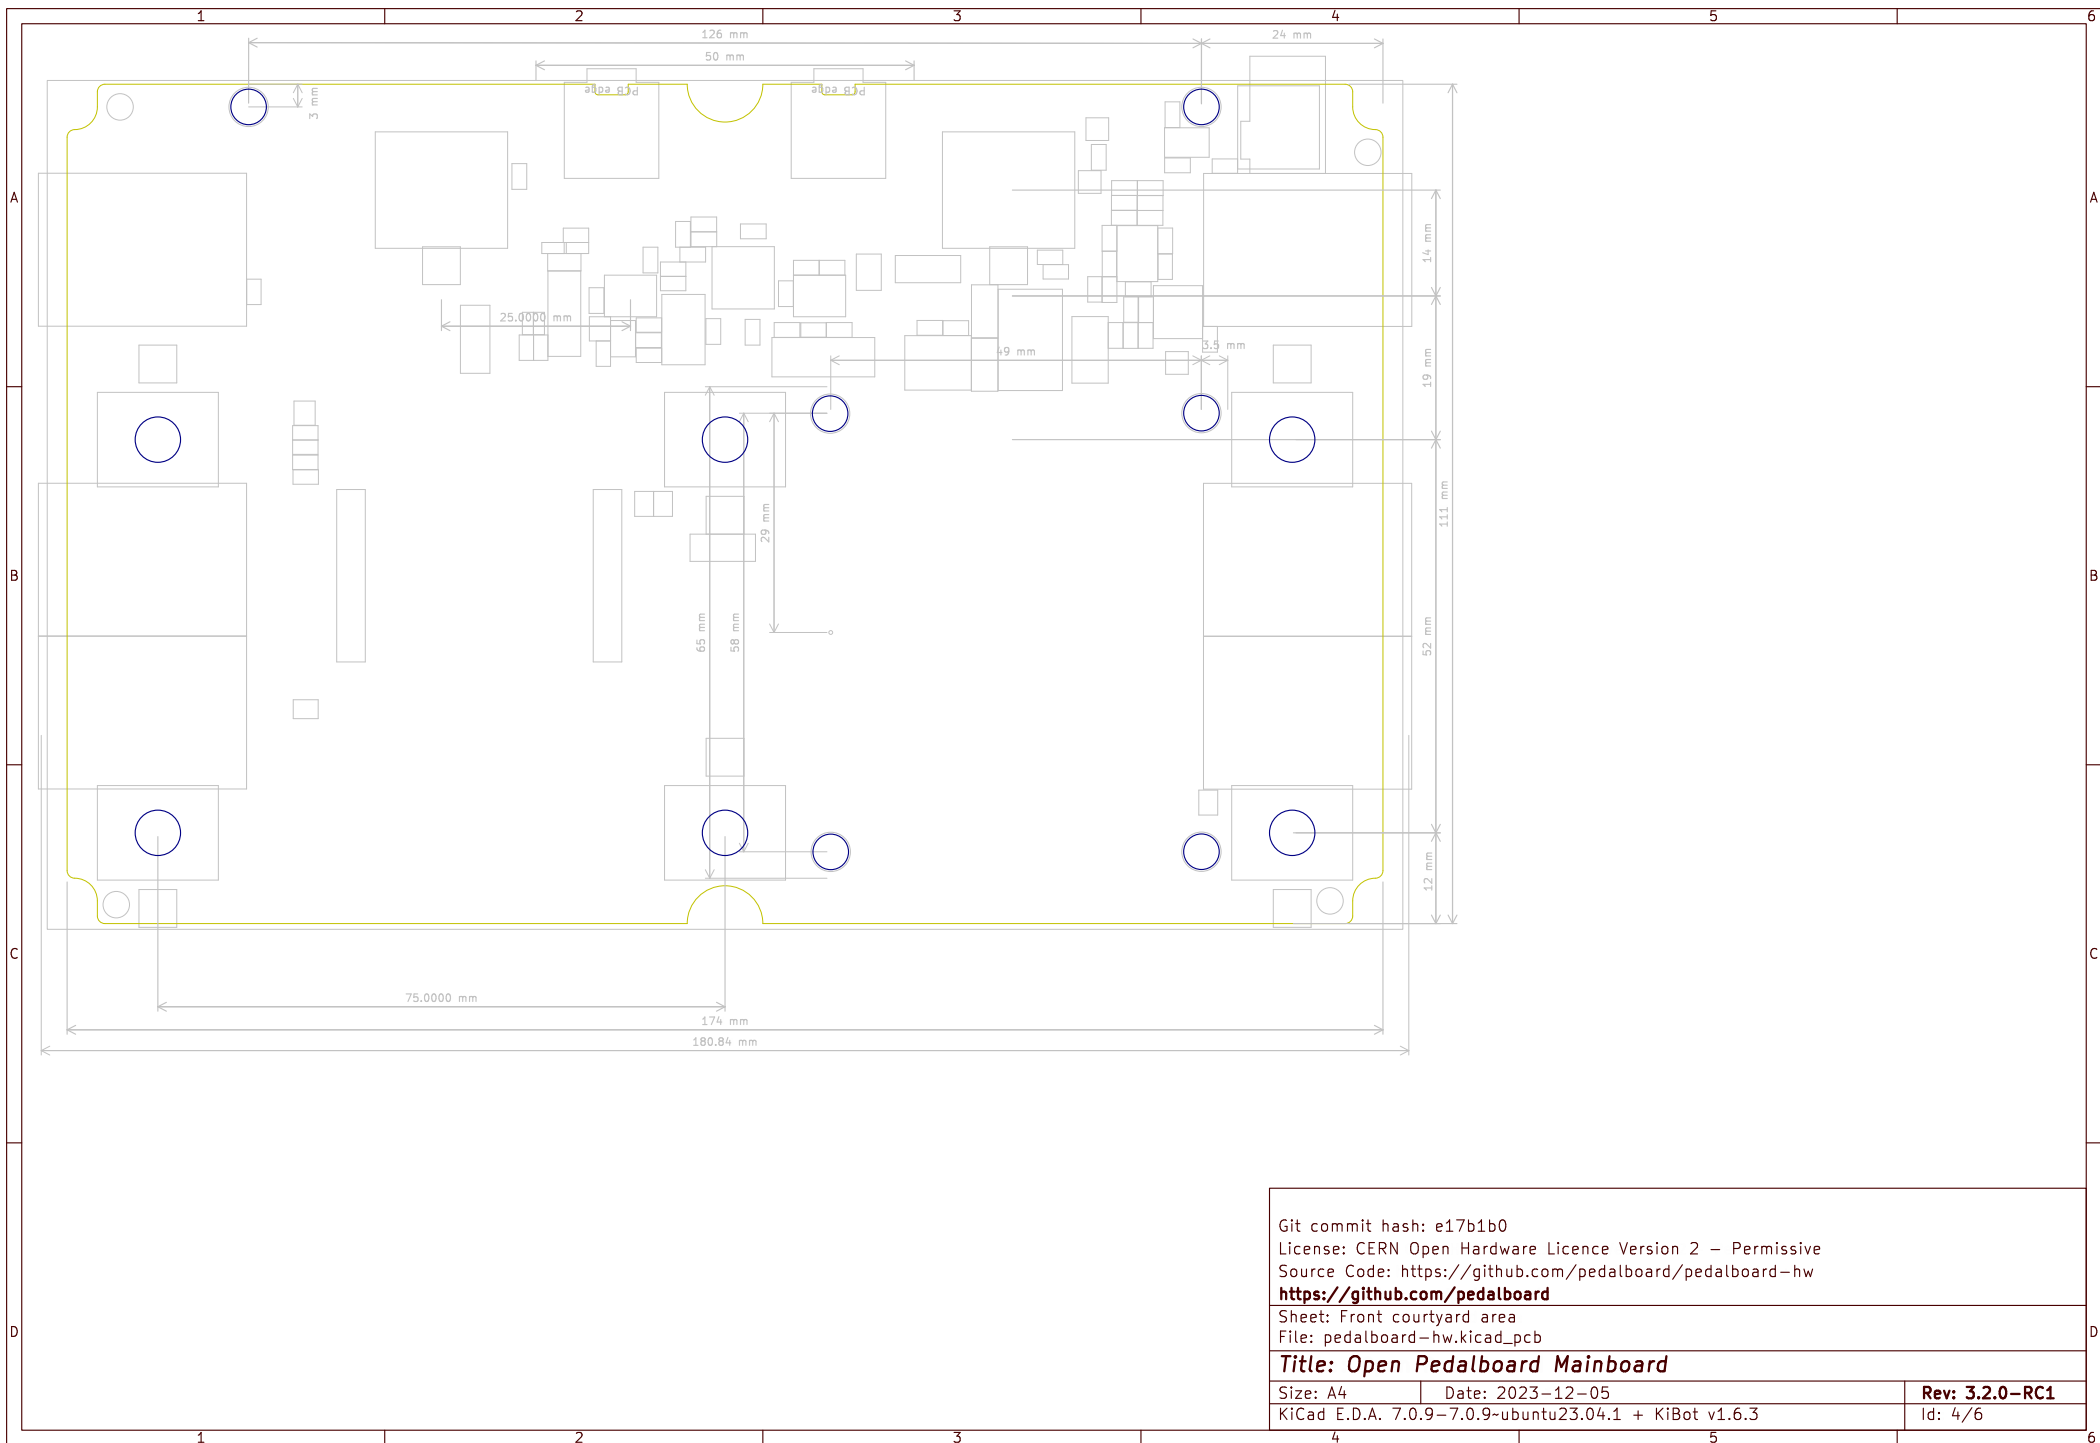 1 2 3 4 5 6
126 mm
24 mm
50 mm
3 mm
PCB edge
PCB edge
A
A
14 mm
25.0000 mm
49 mm
3.5 mm
19 mm
111 mm
29 mm
B
B
65 mm
58 mm
52 mm
12 mm
C
C
75.0000 mm
174 mm
180.84 mm
Git commit hash: e17b1b0
License: CERN Open Hardware Licence Version 2 - Permissive
Source Code: https://github.com/pedalboard/pedalboard-hw
https://github.com/pedalboard
Sheet: Front courtyard area
D
D
File: pedalboard-hw.kicad_pcb
Title: Open Pedalboard Mainboard
Size: A4 Date: 2023-12-05 Rev: 3.2.0-RC1
KiCad E.D.A. 7.0.9-7.0.9~ubuntu23.04.1 + KiBot v1.6.3 Id: 4/6
1 2 3 4 5 6